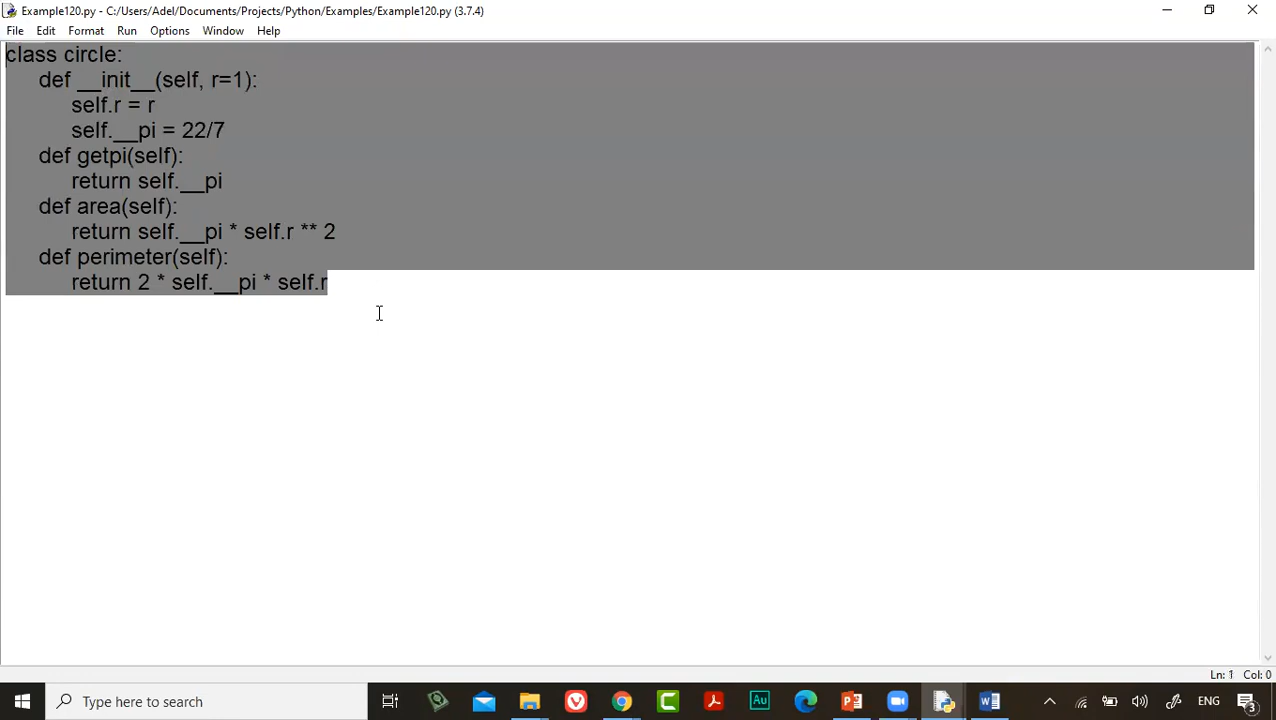 Example120.py - C:/Users/Adel/Documents/Projects/Python/Examples/Example120.py (3.7.4)
File Edit Format Run Options Window Help
class circle:
def __init__(self, r=1):
self.r = r
self.__pi = 22/7
def getpi(self):
return self.__pi
def area(self):
return self.__pi * self.r ** 2
def perimeter(self):
return 2 * self.__pi * self.r
Ln: 1 Col: 0
Type here to search
Au
ENG
3